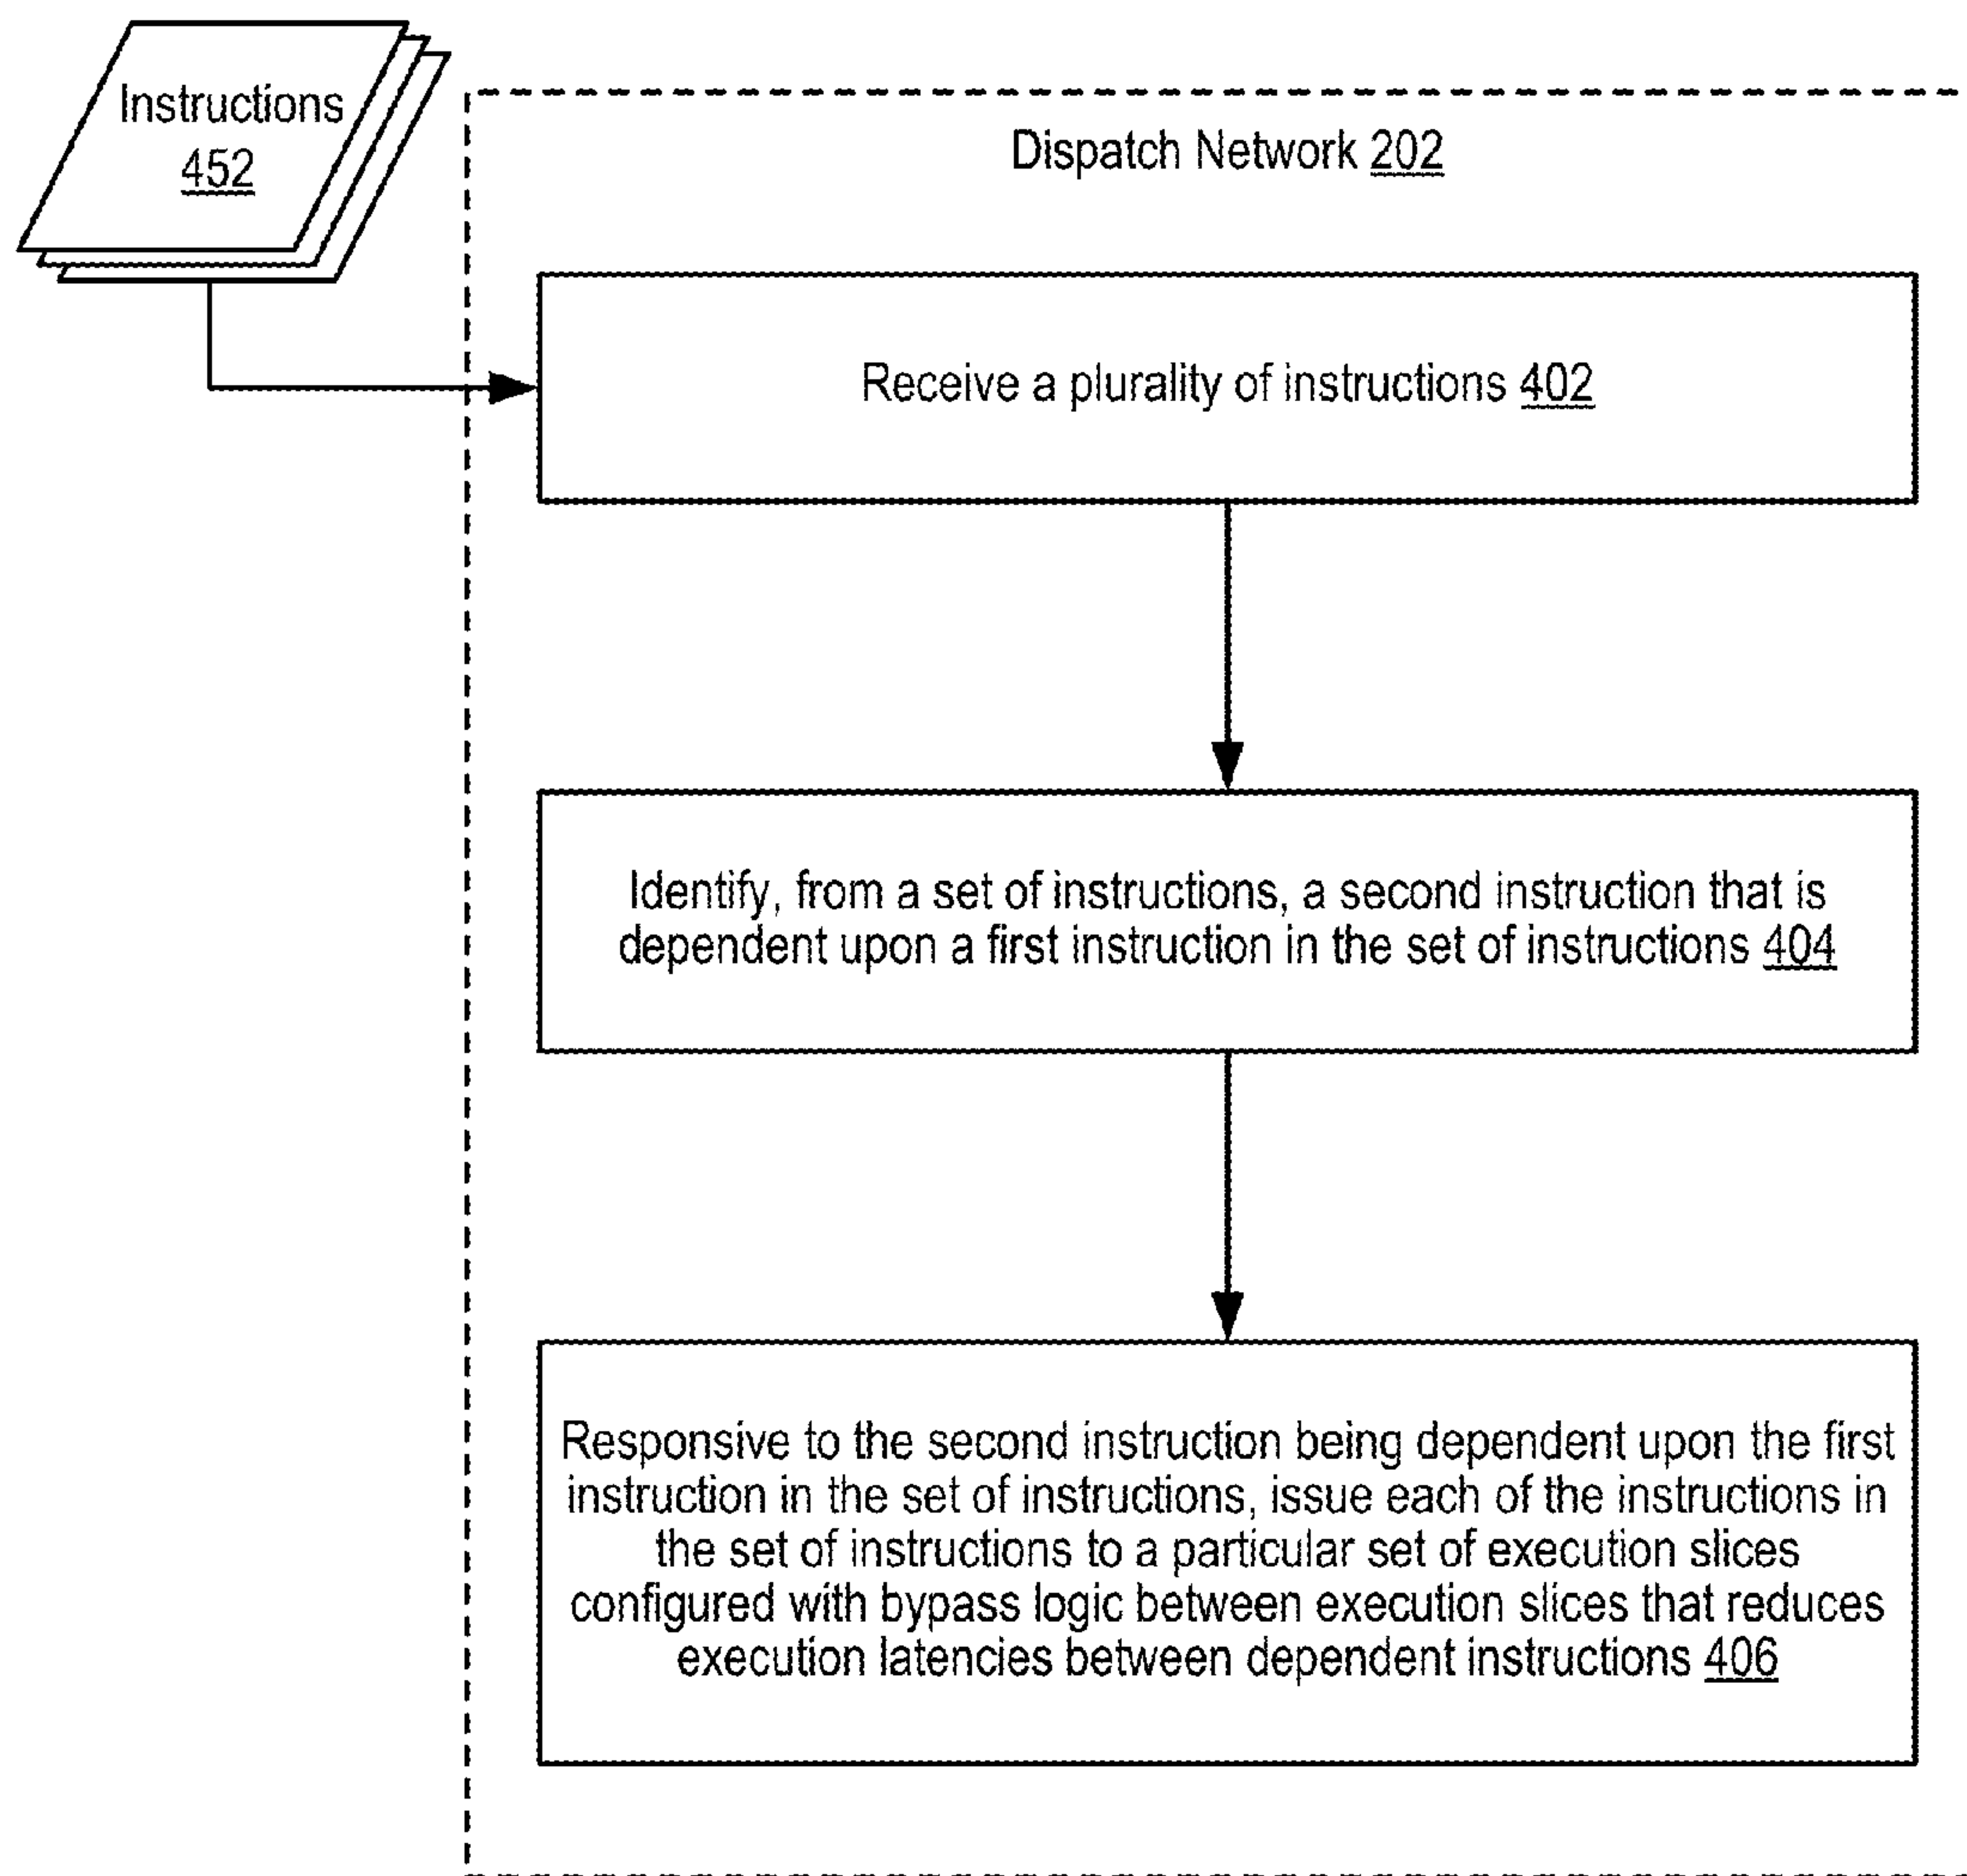 Instructions
452
Dispatch Network 202
Receive a plurality of instructions 402
Identify, from a set of instructions, a second instruction that is
dependent upon a first instruction in the set of instructions 404
Responsive to the second instruction being dependent upon the first
instruction in the set of instructions, issue each of the instructions in
the set of instructions to a particular set of execution slices
configured with bypass logic between execution slices that reduces
execution latencies between dependent instructions 406